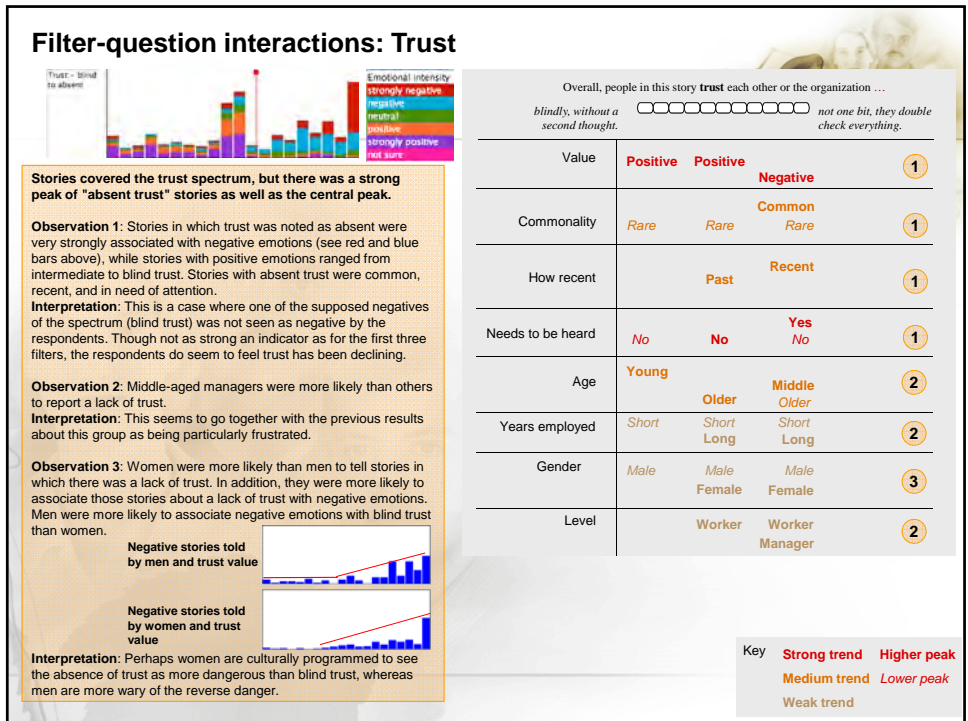 Filter-question interactions: Trust
Trust - blind
to absent
Emotional intensity
strongly negative
negative
neutral
positive
strongly positive
not sure
Stories covered the trust spectrum, but there was a strong
peak of "absent trust" stories as well as the central peak.
Observation 1: Stories in which trust was noted as absent were
very strongly associated with negative emotions (see red and blue
bars above), while stories with positive emotions ranged from
intermediate to blind trust. Stories with absent trust were common,
recent, and in need of attention.
Interpretation: This is a case where one of the supposed negatives
of the spectrum (blind trust) was not seen as negative by the
respondents. Though not as strong an indicator as for the first three
filters, the respondents do seem to feel trust has been declining.
Observation 2: Middle-aged managers were more likely than others
to report a lack of trust.
Interpretation: This seems to go together with the previous results
about this group as being particularly frustrated.
Observation 3: Women were more likely than men to tell stories in
which there was a lack of trust. In addition, they were more likely to
associate those stories about a lack of trust with negative emotions.
Men were more likely to associate negative emotions with blind trust
than women.
Negative stories told
by men and trust value
Negative stories told
by women and trust
value
Interpretation: Perhaps women are culturally programmed to see
the absence of trust as more dangerous than blind trust, whereas
men are more wary of the reverse danger.
Overall, people in this story trust each other or the organization …
blindly, without a
second thought.
not one bit, they double
check everything.
Value
Positive Positive
Negative
1
Commonality
Common
Rare Rare Rare
1
How recent
Recent
Past
1
Needs to be heard
Yes
No No No
1
Age
Young
Middle
Older
Older
2
Years employed
Short Short Short
Long Long
2
Gender
Male Male Male
Female Female
3
Level
Worker Worker
Manager
2
Key
Strong trend Higher peak
Medium trend Lower peak
Weak trend